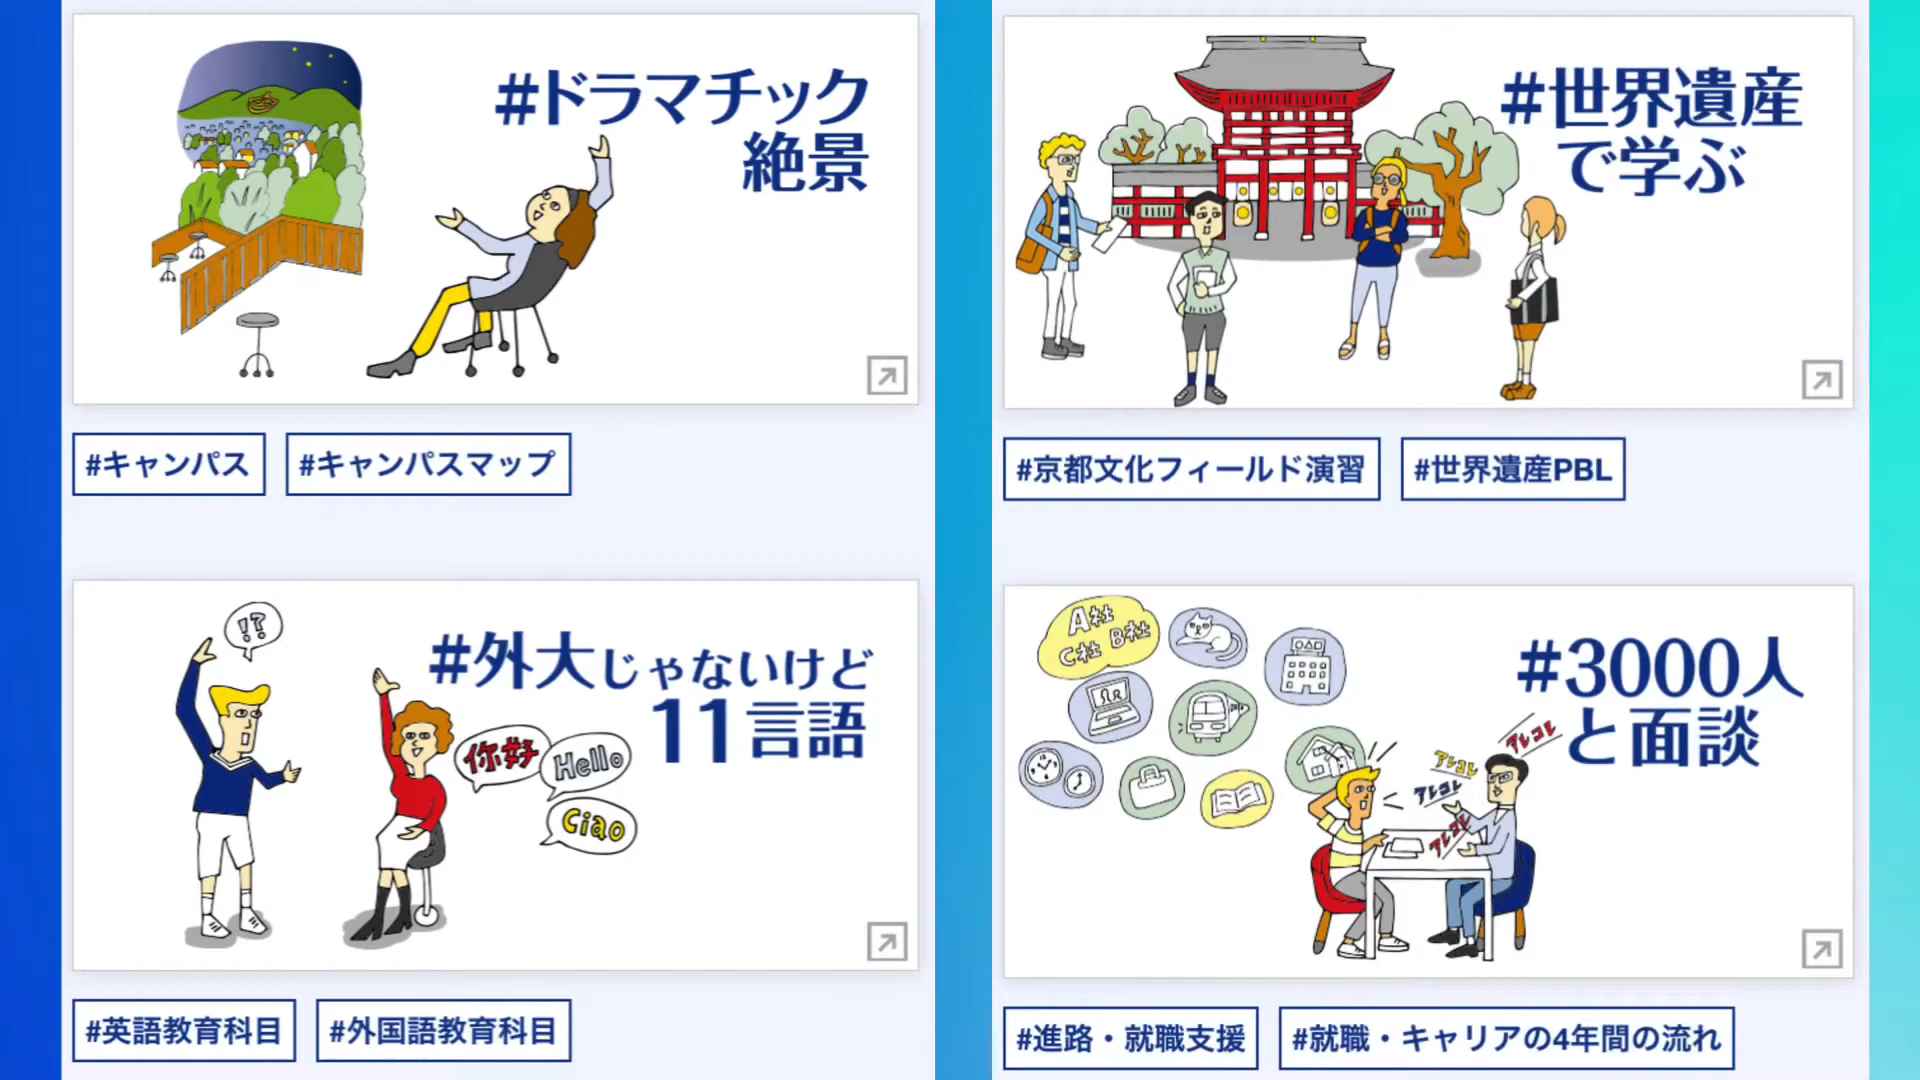 #ドラマチック
絶景
#キャンパス
#キャンパスマップ
#世界遺産
で学ぶ
#京都文化フィールド演習
#世界遺産PBL
!?
#外大じゃないけど
11言語
你好
Hello
Ciao
#英語教育科目
#外国語教育科目
A社
C社 B社
#3000人
と面談
アレコレ
アレコレ
アレコレ
アレコレ
#進路・就職支援
#就職・キャリアの4年間の流れ